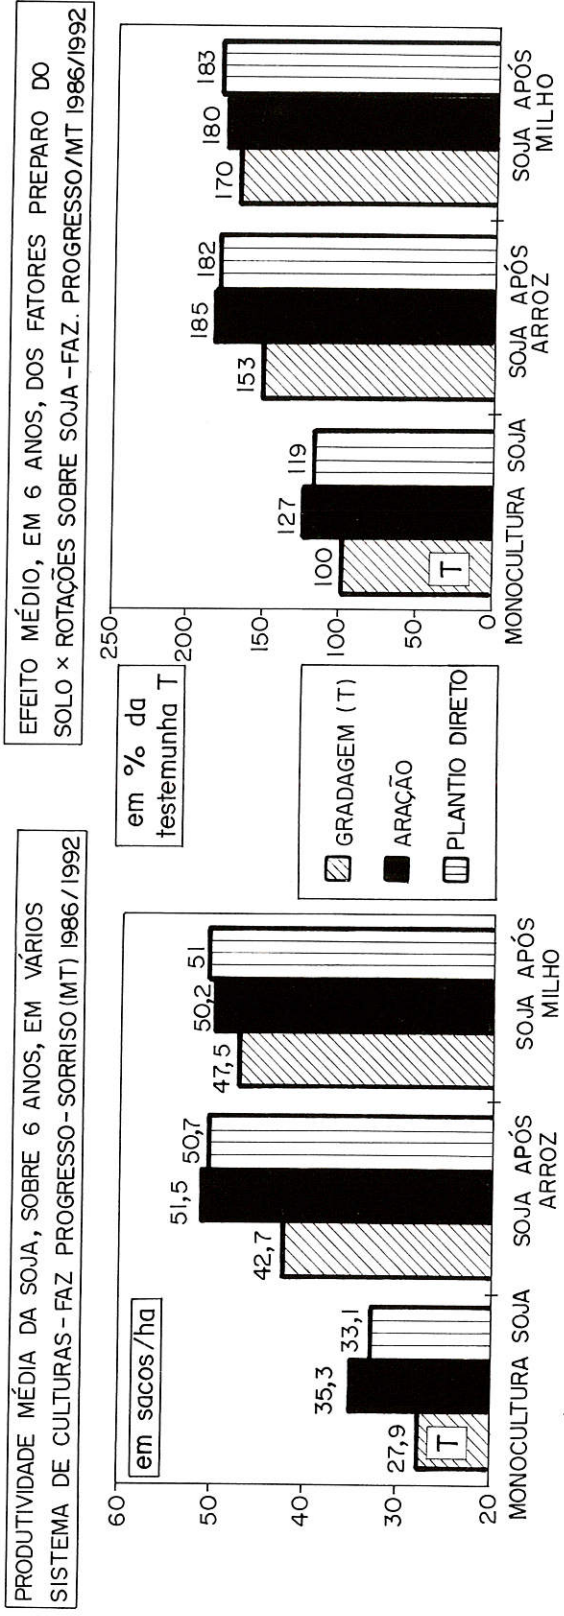 PRODUTIVIDADE MÉDIA DA SOJA, SOBRE 6 ANOS, EM VÁRIOS
SISTEMA DE CULTURAS-FAZ PROGRESSO-SORRISO (MT) 1986/1992
em sacos/ha
60
50
40
30
20
27,9
T
35,3
33,1
42,7
51,5
50,7
47,5
50,2
51
MONOCULTURA SOJA
SOJA APÓS
ARROZ
SOJA APÓS
MILHO
GRADAGEM (T)
ARAÇÃO
PLANTIO DIRETO
EFEITO MÉDIO, EM 6 ANOS, DOS FATORES PREPARO DO
SOLO × ROTAÇÕES SOBRE SOJA-FAZ. PROGRESSO/MT 1986/1992
em % da
testemunha T
250
200
150
100
50
0
100
T
127
119
153
185
182
170
180
183
MONOCULTURA SOJA
SOJA APÓS
ARROZ
SOJA APÓS
MILHO